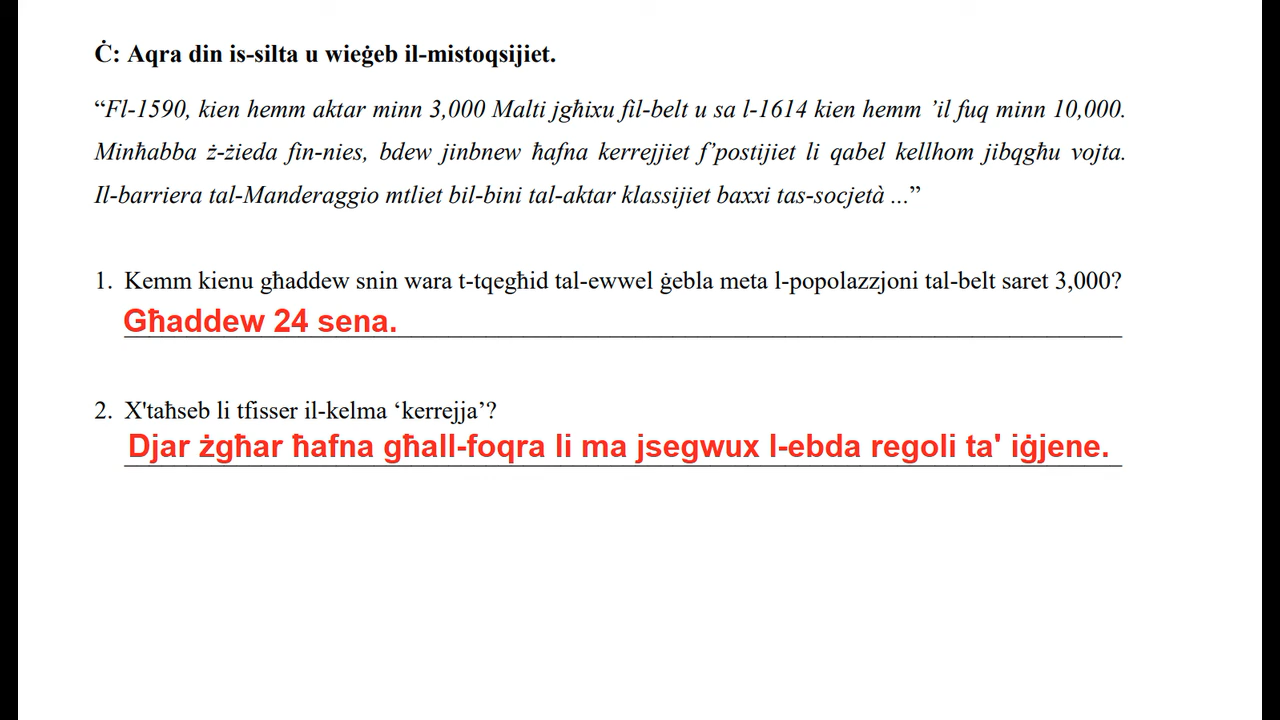 Ċ: Aqra din is-silta u wieġeb il-mistoqsijiet.
“Fl-1590, kien hemm aktar minn 3,000 Malti jgħixu fil-belt u sa l-1614 kien hemm ’il fuq minn 10,000.
Minħabba ż-żieda fin-nies, bdew jinbnew ħafna kerrejjiet f’postijiet li qabel kellhom jibqgħu vojta.
Il-barriera tal-Manderaggio mtliet bil-bini tal-aktar klassijiet baxxi tas-socjetà ...”
1. Kemm kienu għaddew snin wara t-tqegħid tal-ewwel ġebla meta l-popolazzjoni tal-belt saret 3,000?
Għaddew 24 sena.
2. X'taħseb li tfisser il-kelma ‘kerrejja’?
Djar żgħar ħafna għall-foqra li ma jsegwux l-ebda regoli ta' iġjene.